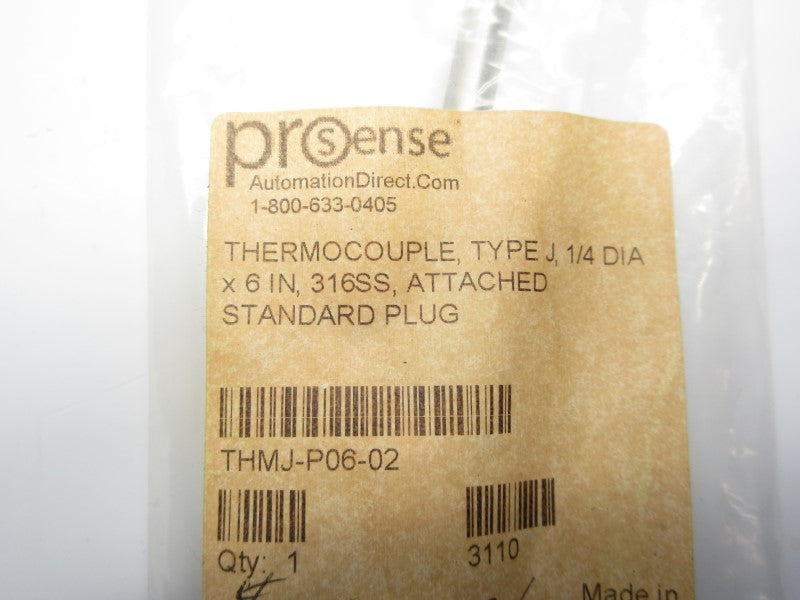 prosense
AutomationDirect.Com
1-800-633-0405
THERMOCOUPLE, TYPE J, 1/4 DIA
x 6 IN, 316SS, ATTACHED
STANDARD PLUG
THMJ-P06-02
Qty: 1
3110
Made in